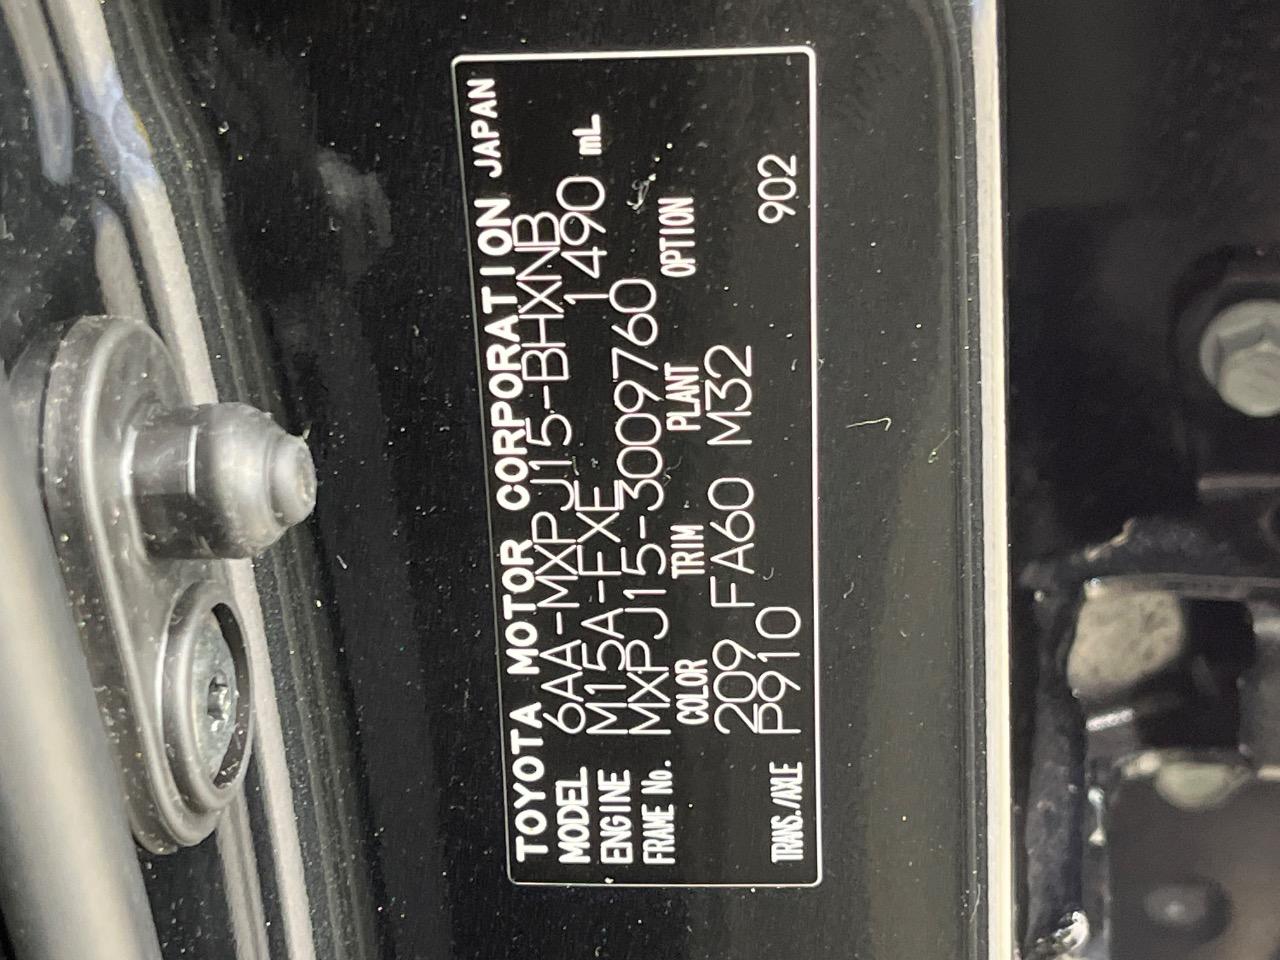 TOYOTA MOTOR CORPORATION JAPAN
MODEL 6AA-MXPJ15-BHXNB
ENGINE M15A-FXE 1490 mL
FRAME No. MXPJ15-3009760
COLOR TRIM PLANT OPTION
209 FA60 M32
TRANS./AXLE P910 902